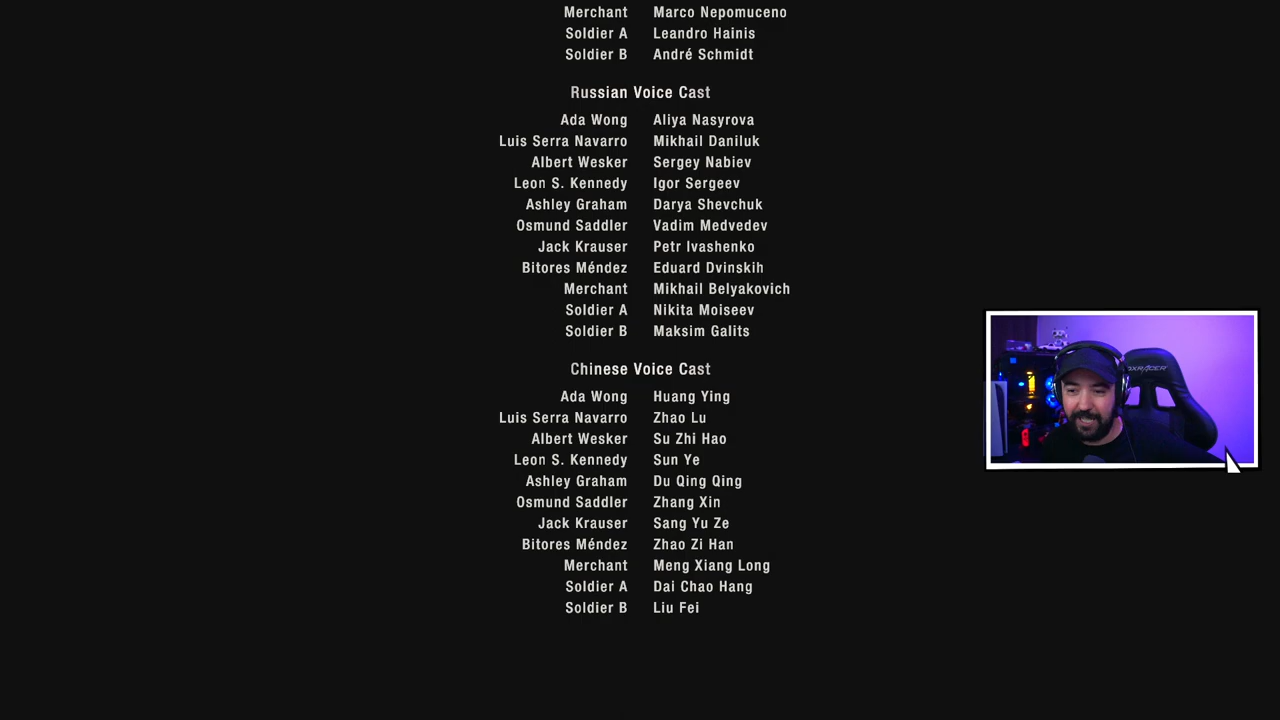 Merchant Marco Nepomuceno
Soldier A Leandro Hainis
Soldier B André Schmidt
Russian Voice Cast
Ada Wong Aliya Nasyrova
Luis Serra Navarro Mikhail Daniluk
Albert Wesker Sergey Nabiev
Leon S. Kennedy Igor Sergeev
Ashley Graham Darya Shevchuk
Osmund Saddler Vadim Medvedev
Jack Krauser Petr Ivashenko
Bitores Méndez Eduard Dvinskih
Merchant Mikhail Belyakovich
Soldier A Nikita Moiseev
Soldier B Maksim Galits
Chinese Voice Cast
Ada Wong Huang Ying
Luis Serra Navarro Zhao Lu
Albert Wesker Su Zhi Hao
Leon S. Kennedy Sun Ye
Ashley Graham Du Qing Qing
Osmund Saddler Zhang Xin
Jack Krauser Sang Yu Ze
Bitores Méndez Zhao Zi Han
Merchant Meng Xiang Long
Soldier A Dai Chao Hang
Soldier B Liu Fei